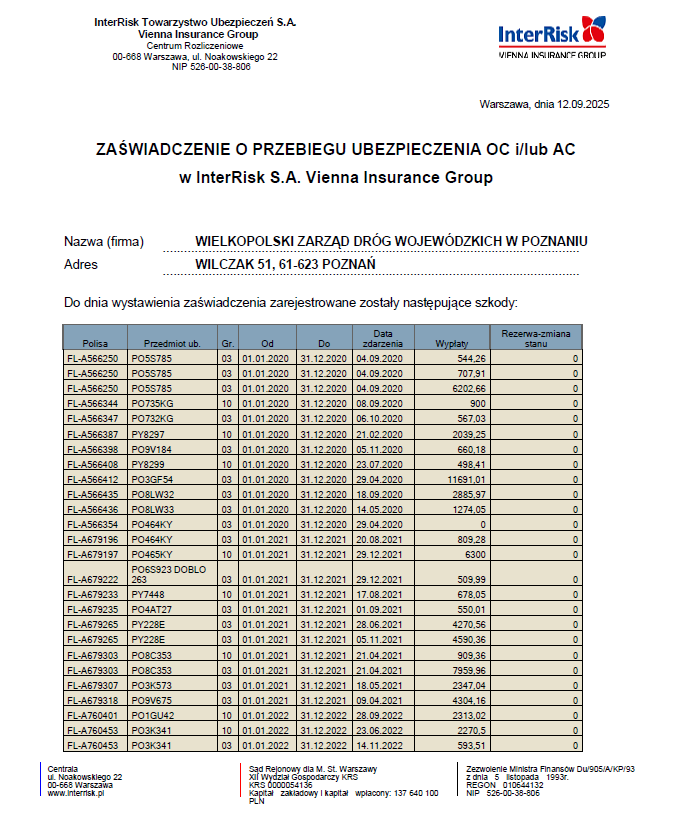 InterRisk Towarzystwo Ubezpieczeń S.A.
Vienna Insurance Group
Centrum Rozliczeniowe
00-668 Warszawa, ul. Noakowskiego 22
NIP 526-00-38-806
InterRisk
VIENNA INSURANCE GROUP
Warszawa, dnia 12.09.2025
ZAŚWIADCZENIE O PRZEBIEGU UBEZPIECZENIA OC i/lub AC
w InterRisk S.A. Vienna Insurance Group
Nazwa (firma) WIELKOPOLSKI ZARZĄD DRÓG WOJEWÓDZKICH W POZNANIU
Adres WILCZAK 51, 61-623 POZNAŃ
Do dnia wystawienia zaświadczenia zarejestrowane zostały następujące szkody:
Polisa Przedmiot ub. Gr. Od Do Data zdarzenia Wypłaty Rezerwa-zmiana stanu
FL-A566250 PO5S785 03 01.01.2020 31.12.2020 04.09.2020 544,26 0
FL-A566250 PO5S785 03 01.01.2020 31.12.2020 04.09.2020 707,91 0
FL-A566250 PO5S785 03 01.01.2020 31.12.2020 04.09.2020 6202,66 0
FL-A566344 PO735KG 10 01.01.2020 31.12.2020 08.09.2020 900 0
FL-A566347 PO732KG 03 01.01.2020 31.12.2020 06.10.2020 567,03 0
FL-A566387 PY8297 10 01.01.2020 31.12.2020 21.02.2020 2039,25 0
FL-A566398 PO9V184 03 01.01.2020 31.12.2020 05.11.2020 660,18 0
FL-A566408 PY8299 10 01.01.2020 31.12.2020 23.07.2020 498,41 0
FL-A566412 PO3GF54 03 01.01.2020 31.12.2020 29.04.2020 11691,01 0
FL-A566435 PO8LW32 03 01.01.2020 31.12.2020 18.09.2020 2885,97 0
FL-A566436 PO8LW33 03 01.01.2020 31.12.2020 14.05.2020 1274,05 0
FL-A566354 PO464KY 03 01.01.2020 31.12.2020 29.04.2020 0 0
FL-A679196 PO464KY 03 01.01.2021 31.12.2021 20.08.2021 809,28 0
FL-A679197 PO465KY 10 01.01.2021 31.12.2021 29.12.2021 6300 0
FL-A679222 PO6S923 DOBLO 263 03 01.01.2021 31.12.2021 29.12.2021 509,99 0
FL-A679233 PY7448 10 01.01.2021 31.12.2021 17.08.2021 678,05 0
FL-A679235 PO4AT27 03 01.01.2021 31.12.2021 01.09.2021 550,01 0
FL-A679265 PY228E 03 01.01.2021 31.12.2021 28.06.2021 4270,56 0
FL-A679265 PY228E 03 01.01.2021 31.12.2021 05.11.2021 4590,36 0
FL-A679303 PO8C353 10 01.01.2021 31.12.2021 21.04.2021 909,36 0
FL-A679303 PO8C353 03 01.01.2021 31.12.2021 21.04.2021 7959,96 0
FL-A679307 PO3K573 03 01.01.2021 31.12.2021 18.05.2021 2347,04 0
FL-A679318 PO9V675 03 01.01.2021 31.12.2021 09.04.2021 4304,16 0
FL-A760401 PO1GU42 10 01.01.2022 31.12.2022 28.09.2022 2313,02 0
FL-A760453 PO3K341 10 01.01.2022 31.12.2022 23.06.2022 2270,5 0
FL-A760453 PO3K341 03 01.01.2022 31.12.2022 14.11.2022 593,51 0
Centrala
ul. Noakowskiego 22
00-668 Warszawa
www.interrisk.pl
Sąd Rejonowy dla M. St. Warszawy
XII Wydział Gospodarczy KRS
KRS 0000054136
Kapitał zakładowy i kapitał wpłacony: 137 640 100
PLN
Zezwolenie Ministra Finansów Du/905/A/KP/93
z dnia 5 listopada 1993r.
REGON 010644132
NIP 526-00-38-806